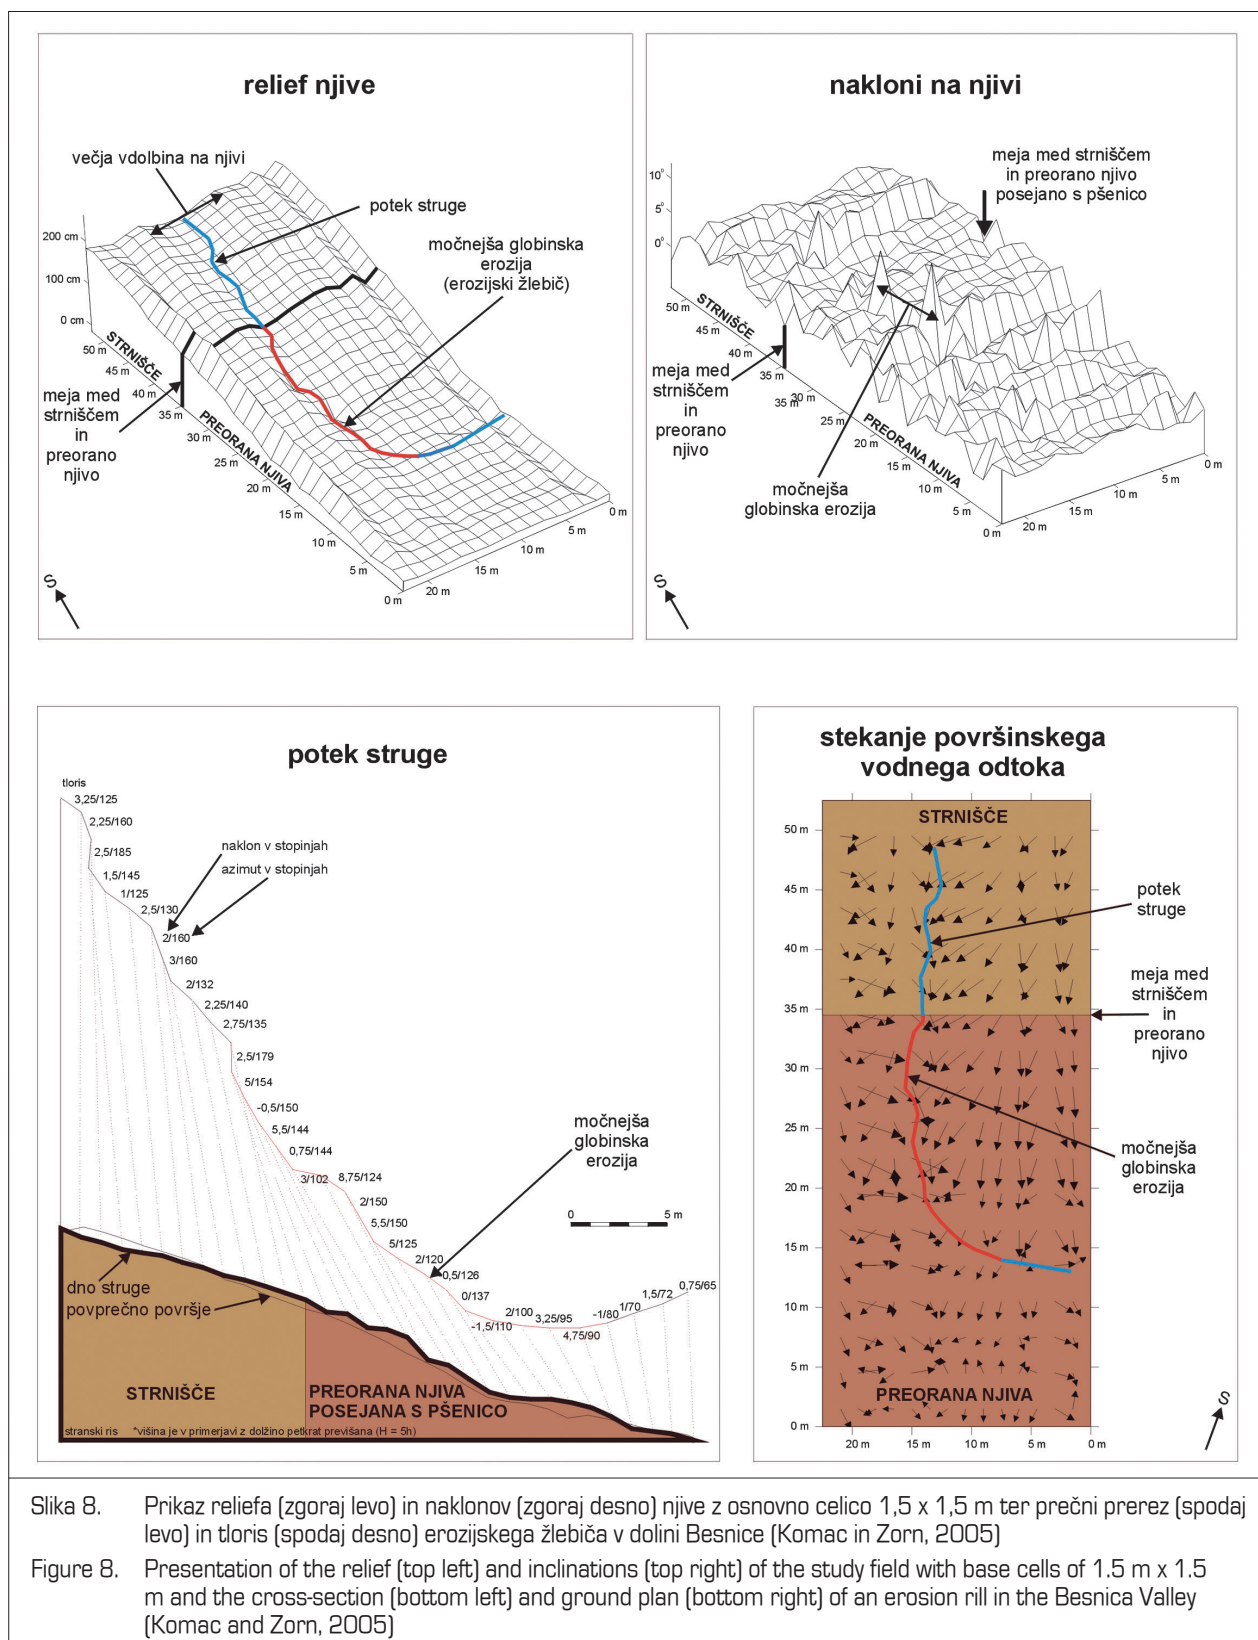 relief njive
večja vdolbina na njivi
potek struge
močnejša globinska
erozija
(erozijski žlebič)
200 cm
100 cm
0 cm
50 m
45 m
40 m
35 m
30 m
25 m
20 m
15 m
10 m
5 m
0 m
STRNIŠČE
PREORANA NJIVA
meja med
strniščem
in
preorano
njivo
20 m
15 m
10 m
5 m
0 m
S
nakloni na njivi
meja med strniščem
in preorano njivo
posejano s pšenico
10°
5°
0°
50 m
45 m
40 m
35 m
35 m
30 m
25 m
20 m
15 m
10 m
5 m
0 m
STRNIŠČE
PREORANA NJIVA
meja med
strniščem
in
preorano
njivo
močnejša
globinska erozija
20 m
15 m
10 m
5 m
0 m
S
potek struge
tloris
3,25/125
2,25/160
2,5/185
1,5/145
1/125
2,5/130
2/160
3/160
2/132
2,25/140
2,75/135
2,5/179
5/154
-0,5/150
5,5/144
0,75/144
3/102
8,75/124
2/150
5,5/150
5/125
2/120
0,5/126
0/137
-1,5/110
2/100
3,25/95
4,75/90
-1/80
1/70
1,5/72
0,75/65
naklon v stopinjah
azimut v stopinjah
močnejša
globinska
erozija
0 5 m
dno struge
povprečno površje
STRNIŠČE
PREORANA NJIVA
POSEJANA S PŠENICO
stranski ris *višina je v primerjavi z dolžino petkrat previšana (H = 5h)
stekanje površinskega
vodnega odtoka
STRNIŠČE
50 m
45 m
40 m
35 m
30 m
25 m
20 m
15 m
10 m
5 m
0 m
potek
struge
meja med
strniščem
in
preorano
njivo
močnejša
globinska
erozija
PREORANA NJIVA
20 m 15 m 10 m 5 m 0 m
S
Slika 8. Prikaz reliefa (zgoraj levo) in naklonov (zgoraj desno) njive z osnovno celico 1,5 x 1,5 m ter prečni prerez (spodaj
levo) in tloris (spodaj desno) erozijskega žlebiča v dolini Besnice (Komac in Zorn, 2005)
Figure 8. Presentation of the relief (top left) and inclinations (top right) of the study field with base cells of 1.5 m x 1.5
m and the cross-section (bottom left) and ground plan (bottom right) of an erosion rill in the Besnica Valley
(Komac and Zorn, 2005)